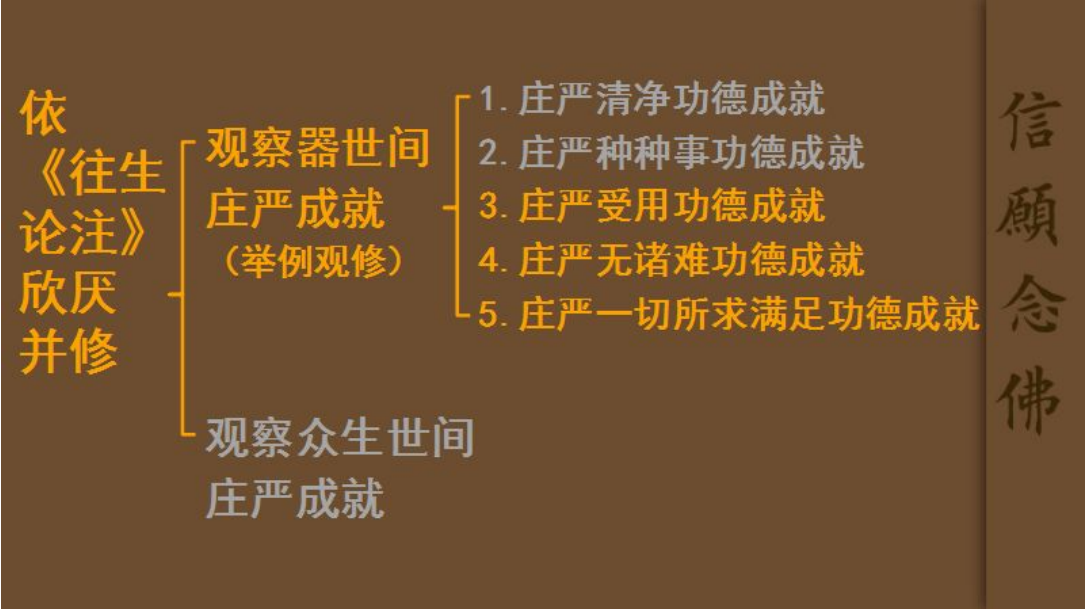 依
《往生
论注》
欣厌
并修
观察器世间
庄严成就
（举例观修）
1.庄严清净功德成就
2.庄严种种事功德成就
3.庄严受用功德成就
4.庄严无诸难功德成就
5.庄严一切所求满足功德成就
观察众生世间
庄严成就
信
願
念
佛